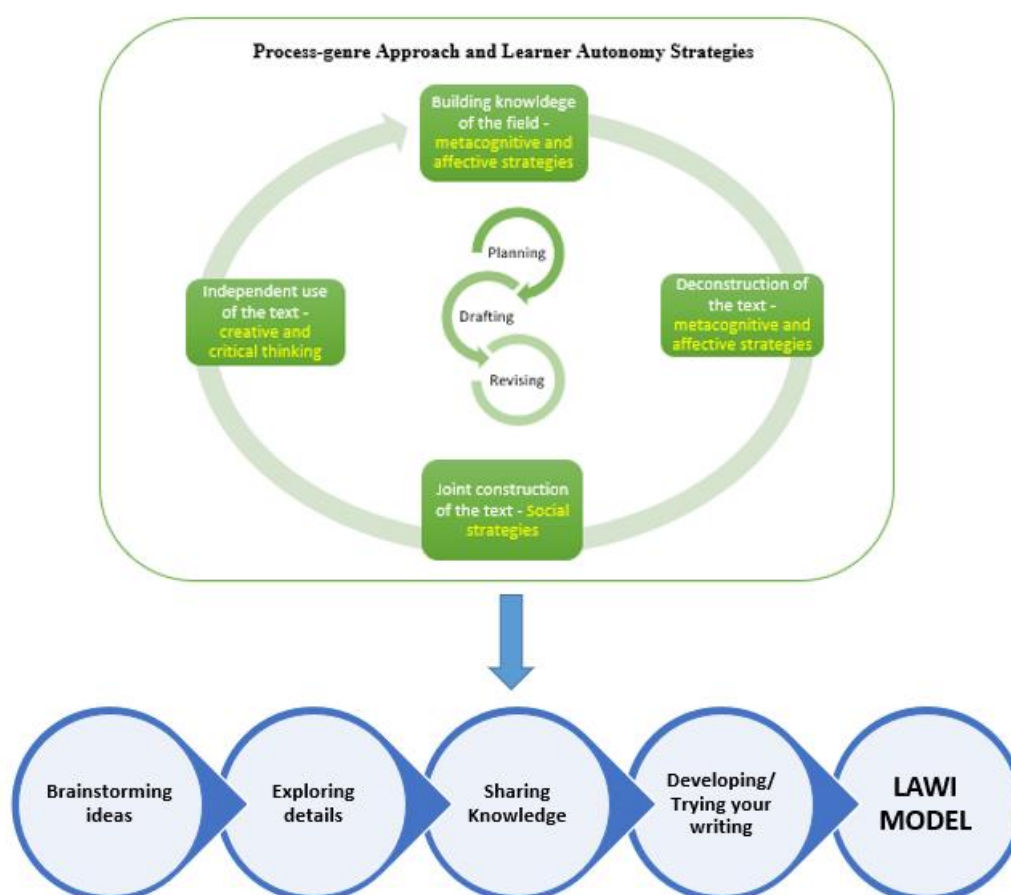 Process-genre Approach and Learner Autonomy Strategies
Building knowldege
of the field -
metacognitive and
affective strategies
Planning
Drafting
Revising
Independent use
of the text -
creative and
critical thinking
Deconstruction of
the text -
metacognitive and
affective strategies
Joint construction
of the text - Social
strategies
Brainstorming
ideas
Exploring
details
Sharing
Knowledge
Developing/
Trying your
writing
LAWI
MODEL